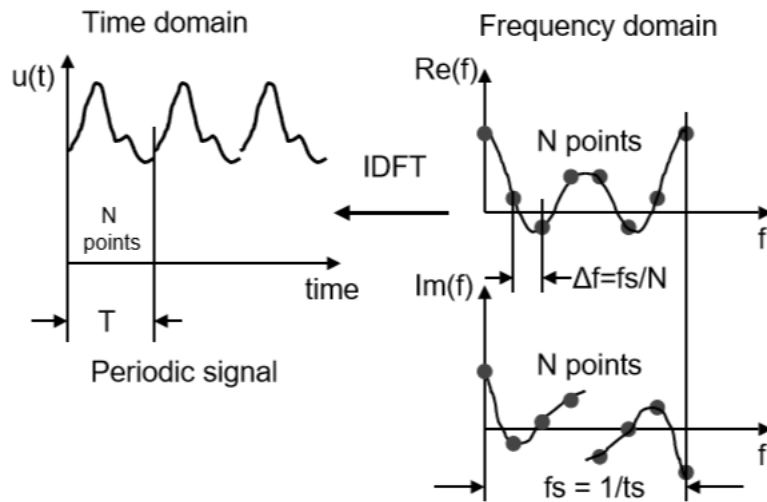 Time domain
u(t)
N
points
time
T
Periodic signal
IDFT
Frequency domain
Re(f)
N points
f
Δf=fs/N
Im(f)
N points
f
fs = 1/ts